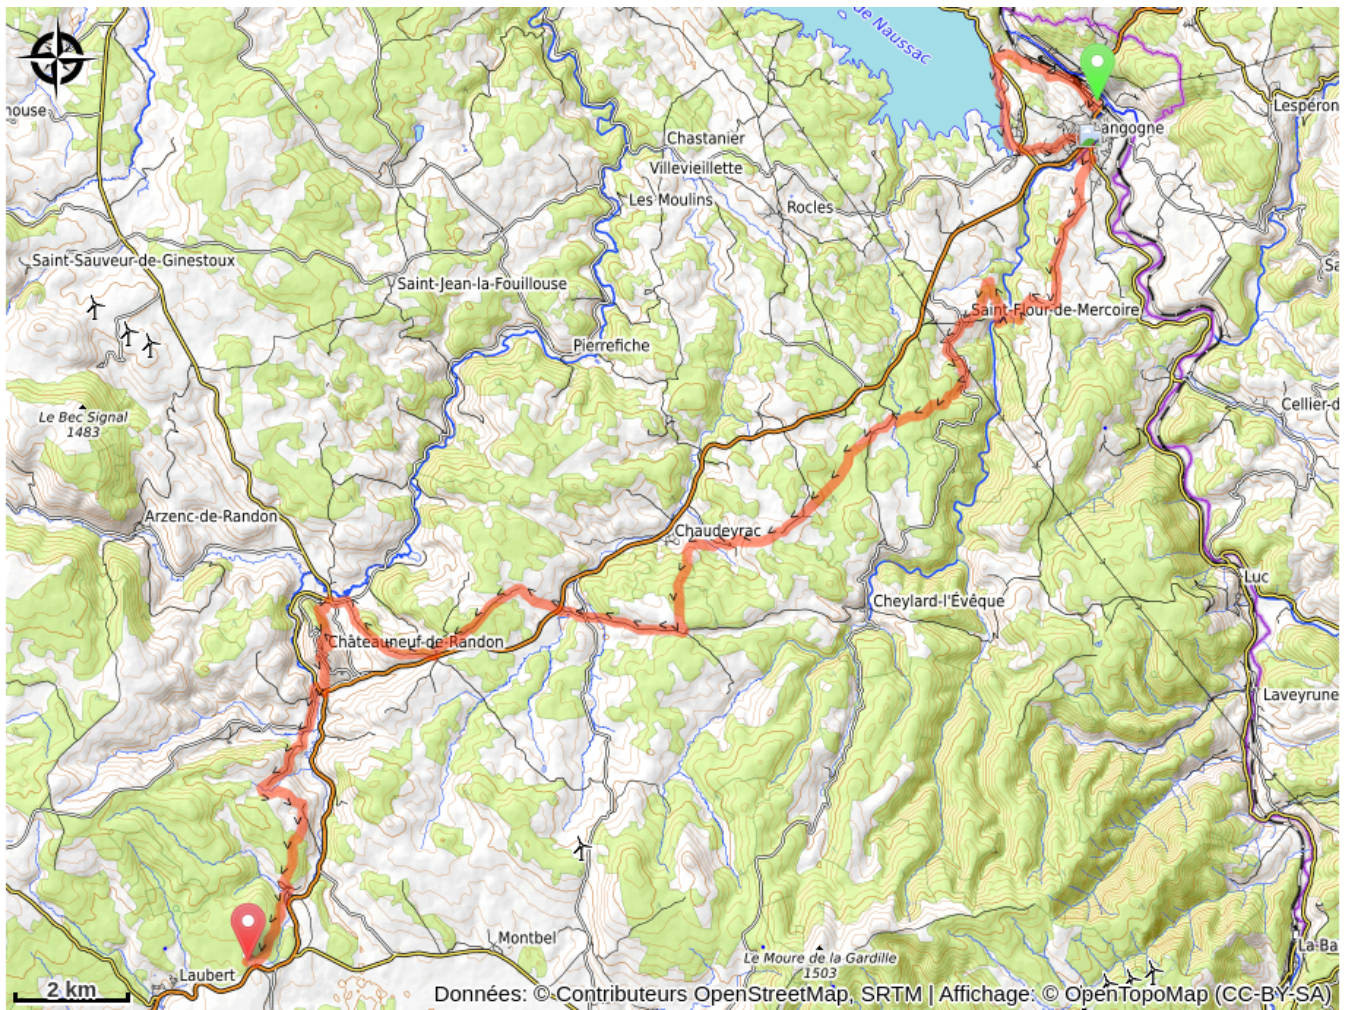 de Naussac
Lespéron
house
angogne
Chastanier
Villevieillette
Les Moulins
Rocles
Saint-Sauveur-de-Ginestoux
Sa
Saint-Jean-la-Fouillouse
Saint-Flour-de-Mercoire
Pierrefiche
Le Bec Signal
1483
Cellier-d
Arzenc-de-Randon
Chaudeyrac
Luc
Cheylard-l'Évêque
Châteauneuf-de-Randon
Laveyrune
Montbel
La-Ba
Le Moure de la Gardille
1503
Laubert
2 km
Données: © Contributeurs OpenStreetMap, SRTM | Affichage: © OpenTopoMap (CC-BY-SA)